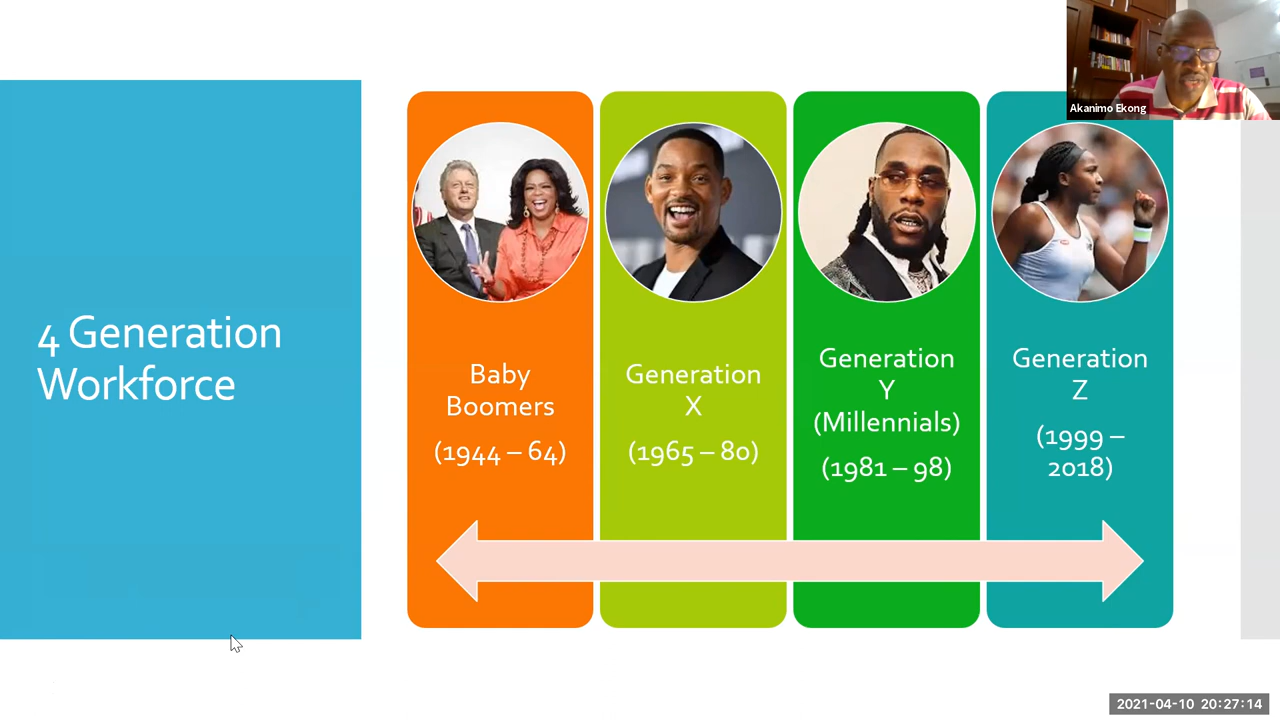 4 Generation
Workforce
Baby
Boomers
(1944 – 64)
Generation
X
(1965 – 80)
Generation
Y
(Millennials)
(1981 – 98)
Generation
Z
(1999 –
2018)
Akanimo Ekong
2021-04-10 20:27:14